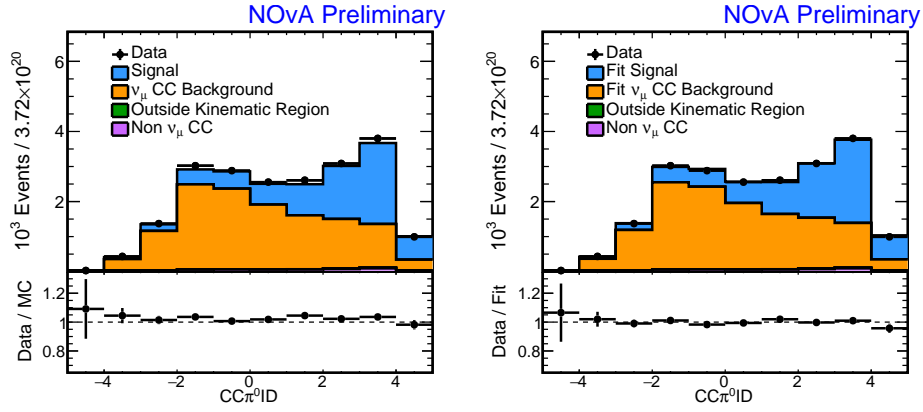 NOvA Preliminary
10³ Events / 3.72×10²⁰
6
4
2
Data
Signal
νμ CC Background
Outside Kinematic Region
Non νμ CC
Data / MC
1.2
1
0.8
−4 −2 0 2 4
CCπ⁰ID
NOvA Preliminary
10³ Events / 3.72×10²⁰
6
4
2
Data
Fit Signal
Fit νμ CC Background
Outside Kinematic Region
Non νμ CC
Data / Fit
1.2
1
0.8
−4 −2 0 2 4
CCπ⁰ID